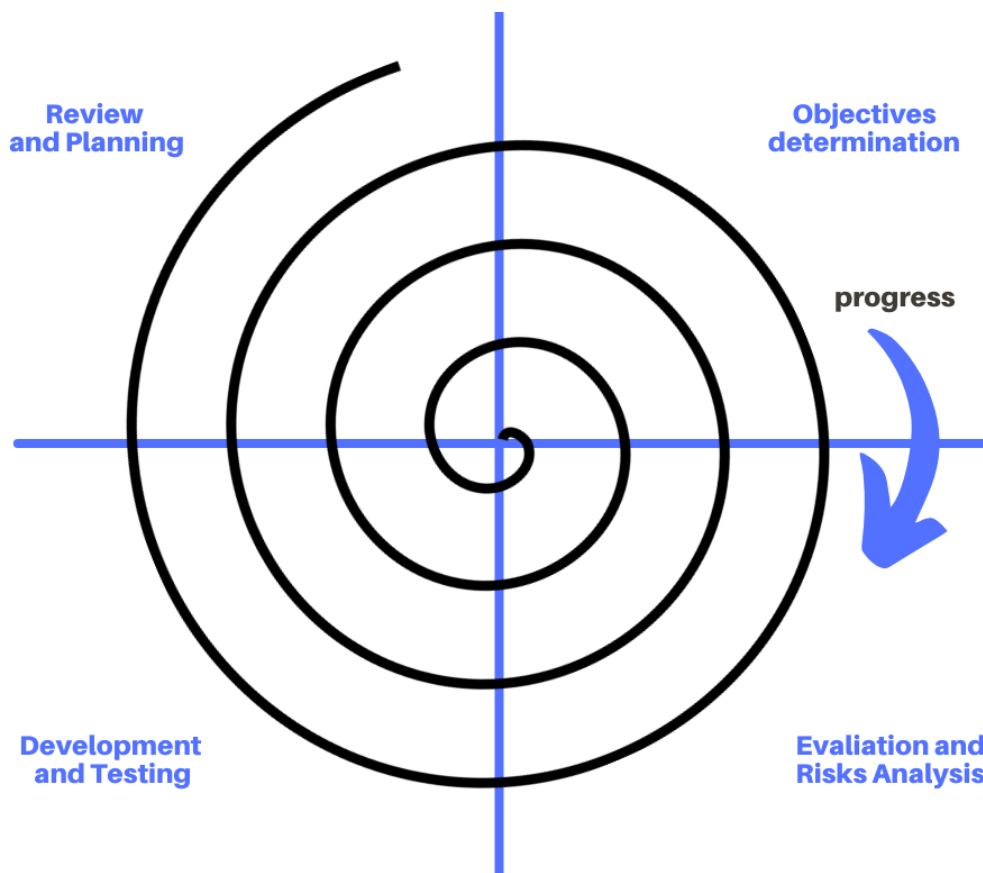 Review
and Planning
Objectives
determination
progress
Development
and Testing
Evaliation and
Risks Analysis